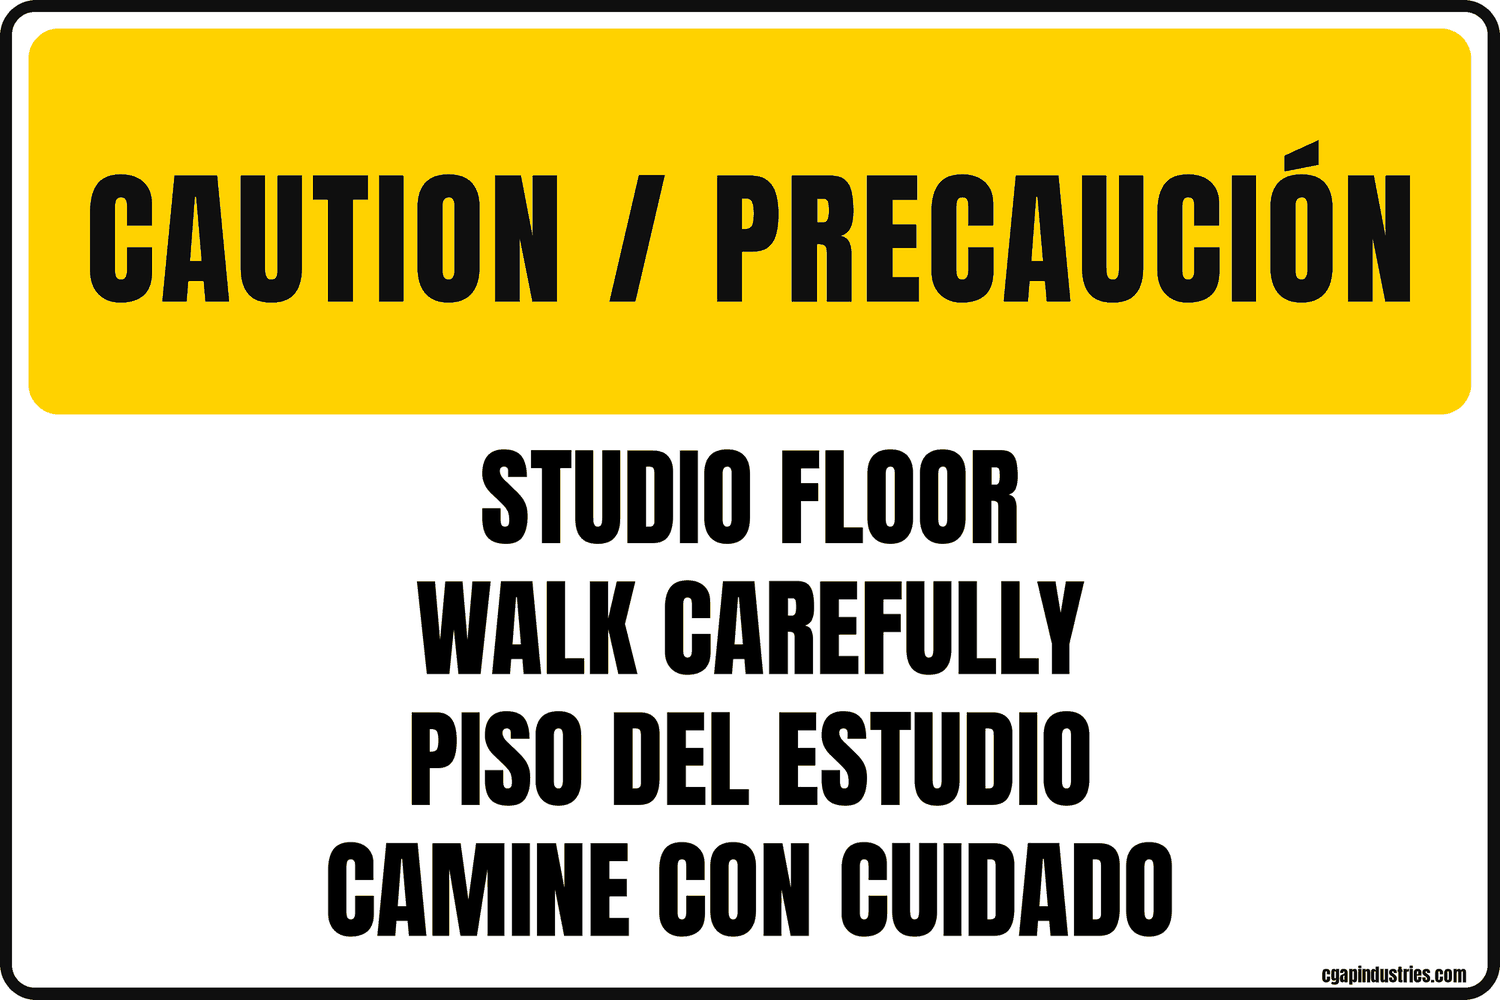 CAUTION / PRECAUCIÓN
STUDIO FLOOR
WALK CAREFULLY
PISO DEL ESTUDIO
CAMINE CON CUIDADO
cgapindustries.com